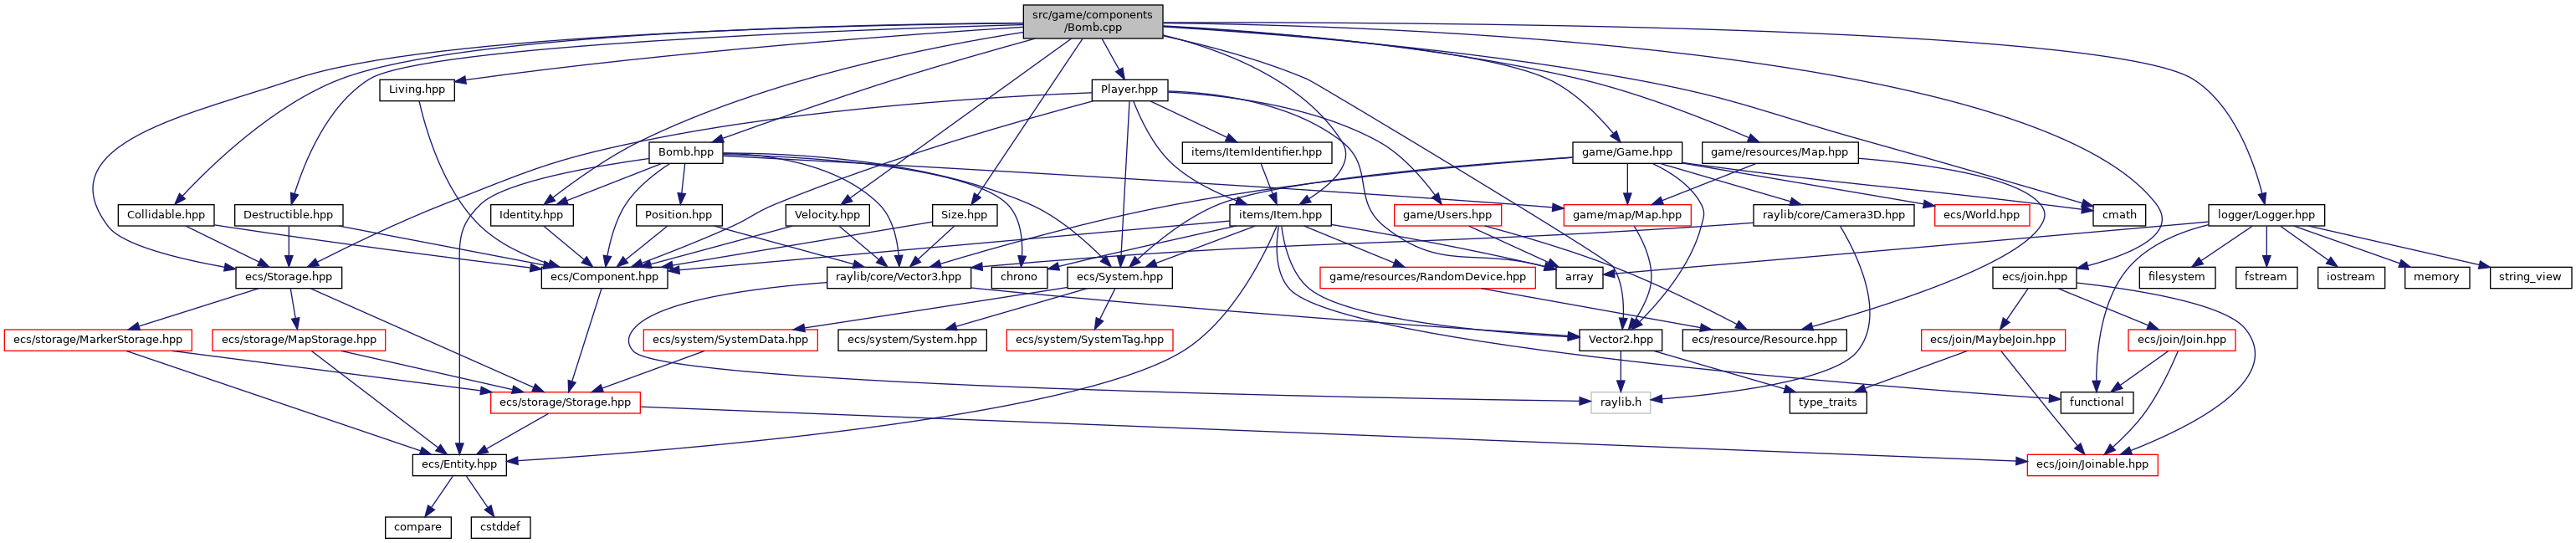 src/game/components
/Bomb.cpp
Living.hpp
Player.hpp
Bomb.hpp
items/ItemIdentifier.hpp
game/Game.hpp
game/resources/Map.hpp
Collidable.hpp
Destructible.hpp
Identity.hpp
Position.hpp
Velocity.hpp
Size.hpp
items/Item.hpp
game/Users.hpp
game/map/Map.hpp
raylib/core/Camera3D.hpp
ecs/World.hpp
cmath
logger/Logger.hpp
ecs/Storage.hpp
ecs/Component.hpp
raylib/core/Vector3.hpp
chrono
ecs/System.hpp
game/resources/RandomDevice.hpp
array
ecs/join.hpp
filesystem
fstream
iostream
memory
string_view
ecs/storage/MarkerStorage.hpp
ecs/storage/MapStorage.hpp
ecs/system/SystemData.hpp
ecs/system/System.hpp
ecs/system/SystemTag.hpp
Vector2.hpp
ecs/resource/Resource.hpp
ecs/join/MaybeJoin.hpp
ecs/join/Join.hpp
ecs/storage/Storage.hpp
raylib.h
type_traits
functional
ecs/Entity.hpp
ecs/join/Joinable.hpp
compare
cstddef